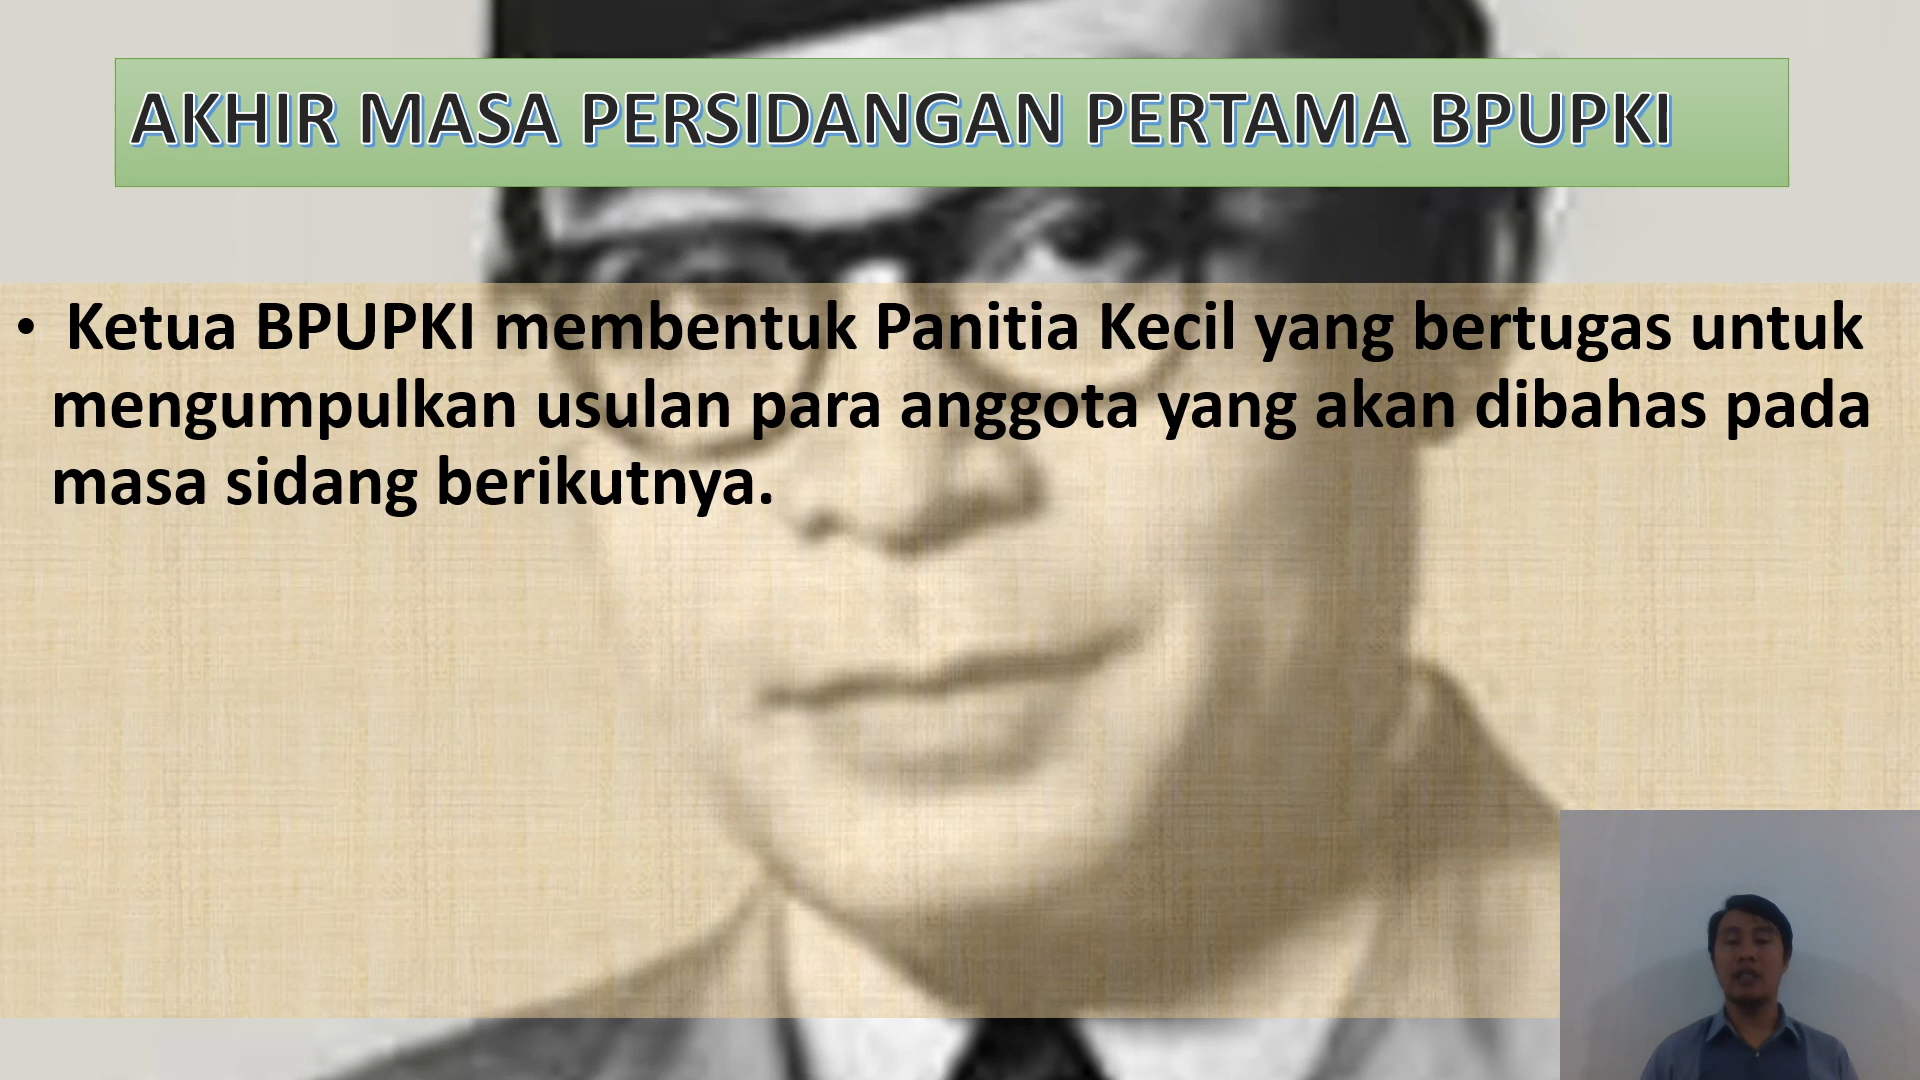 AKHIR MASA PERSIDANGAN PERTAMA BPUPKI
• Ketua BPUPKI membentuk Panitia Kecil yang bertugas untuk
mengumpulkan usulan para anggota yang akan dibahas pada
masa sidang berikutnya.